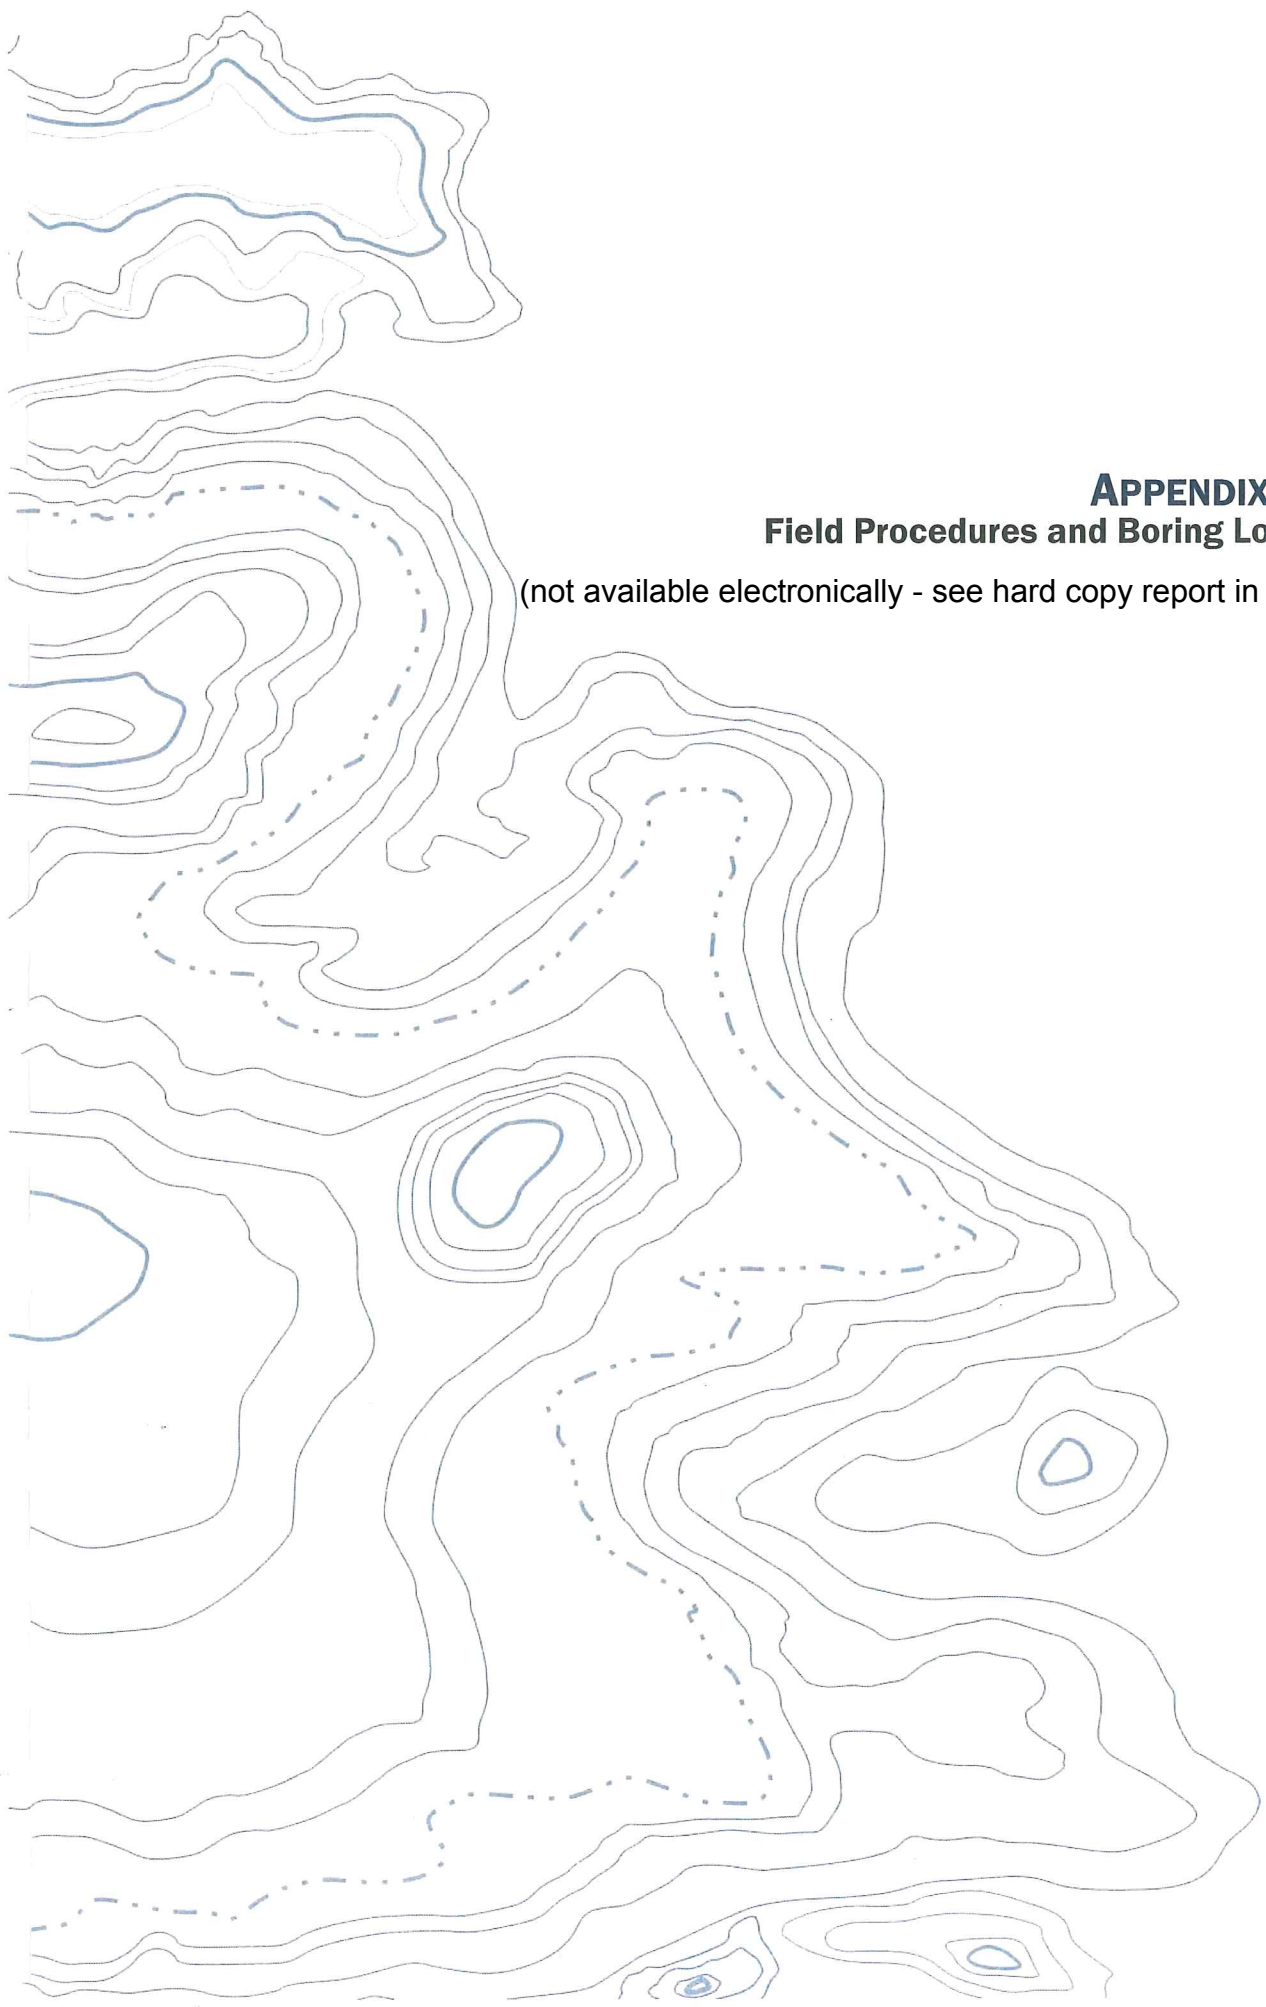 APPENDIX
Field Procedures and Boring Lo
(not available electronically - see hard copy report in